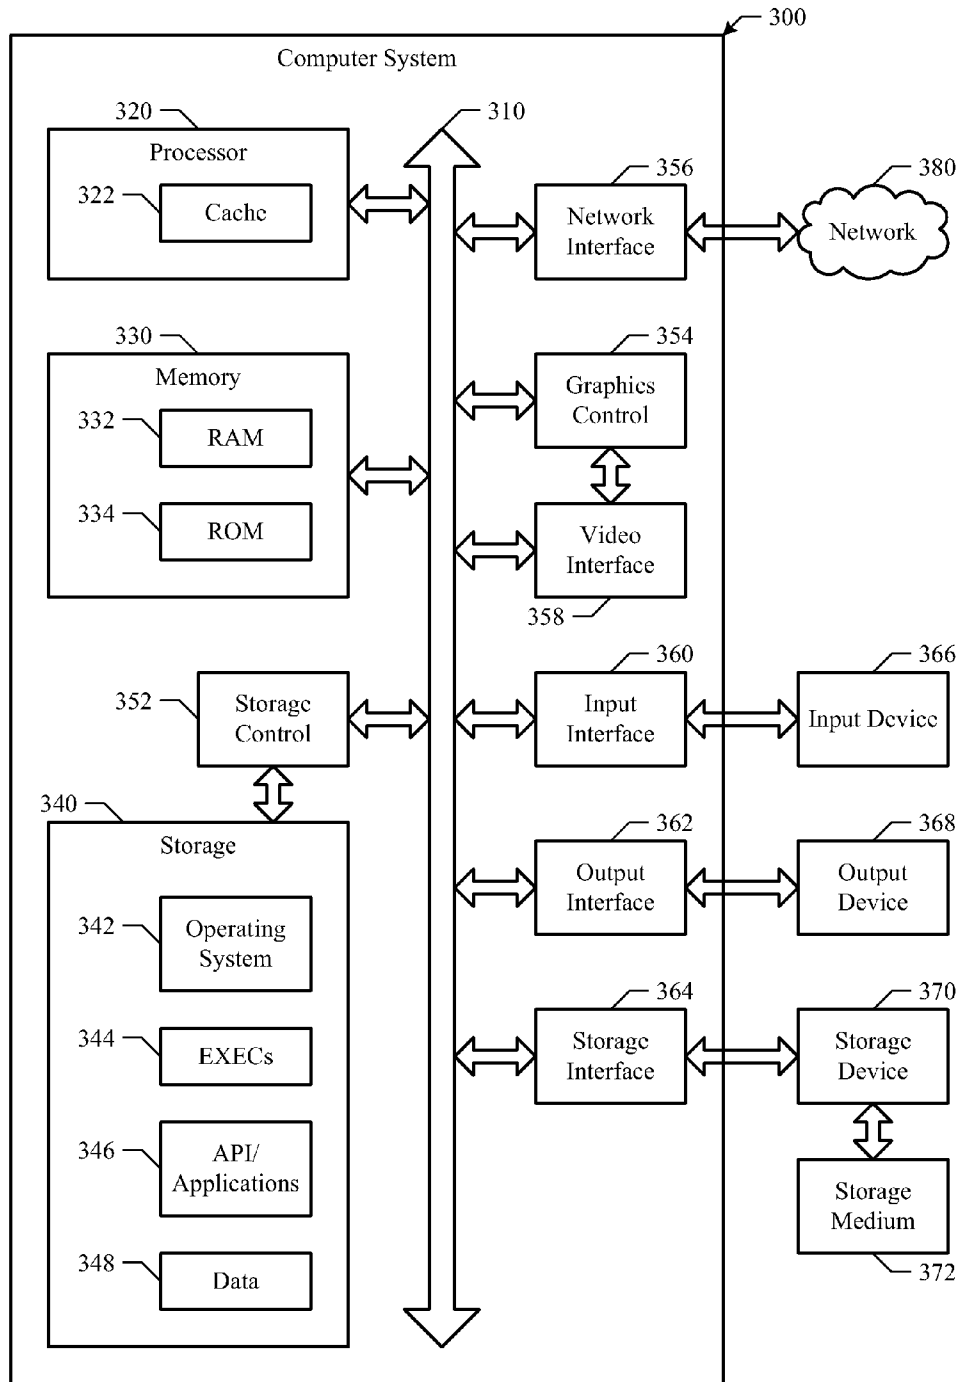 300
Computer System
320
310
Processor
322
Cache
356
Network
Interface
380
Network
330
Memory
332
RAM
334
ROM
354
Graphics
Control
Video
Interface
358
352
Storage
Control
360
Input
Interface
366
Input Device
340
Storage
342
Operating
System
344
EXECs
346
API/
Applications
348
Data
362
Output
Interface
368
Output
Device
364
Storage
Interface
370
Storage
Device
Storage
Medium
372